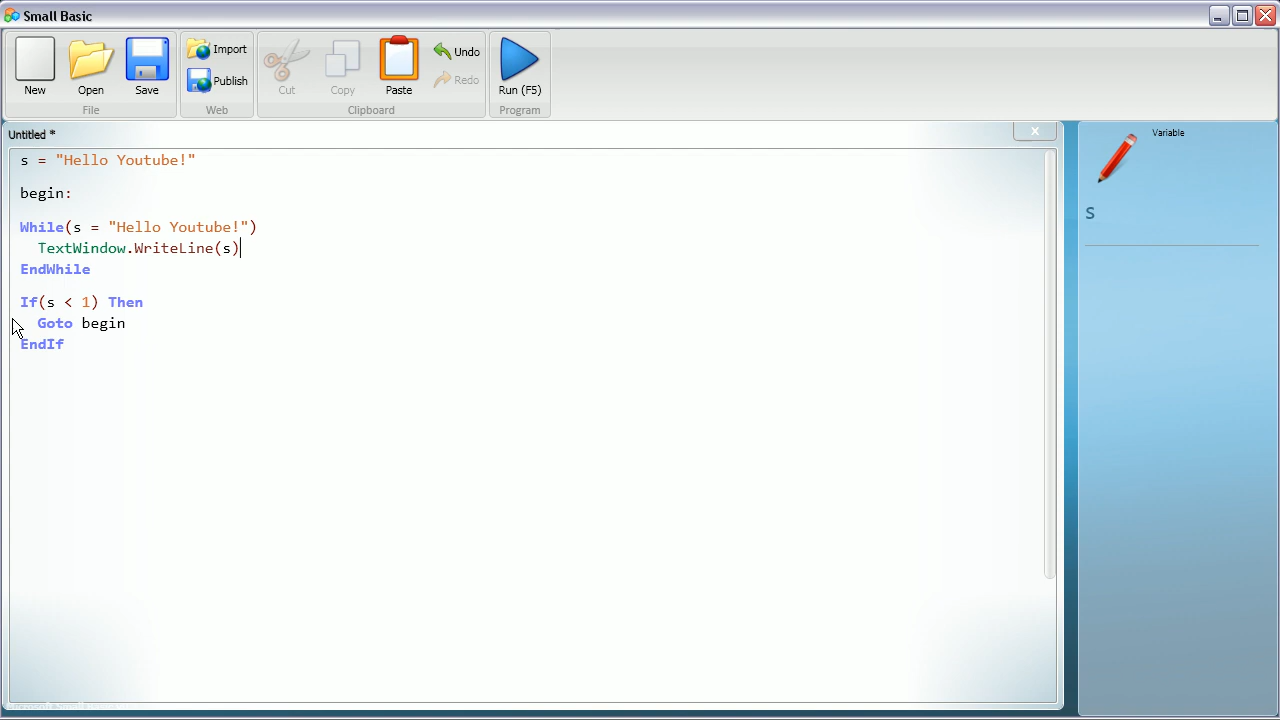 Small Basic
New
Open
Save
File
Import
Publish
Web
Cut
Copy
Paste
Undo
Redo
Clipboard
Run (F5)
Program
Untitled *
X
s = "Hello Youtube!"
begin:
While(s = "Hello Youtube!")
TextWindow.WriteLine(s)
EndWhile
If(s < 1) Then
Goto begin
EndIf
Variable
S